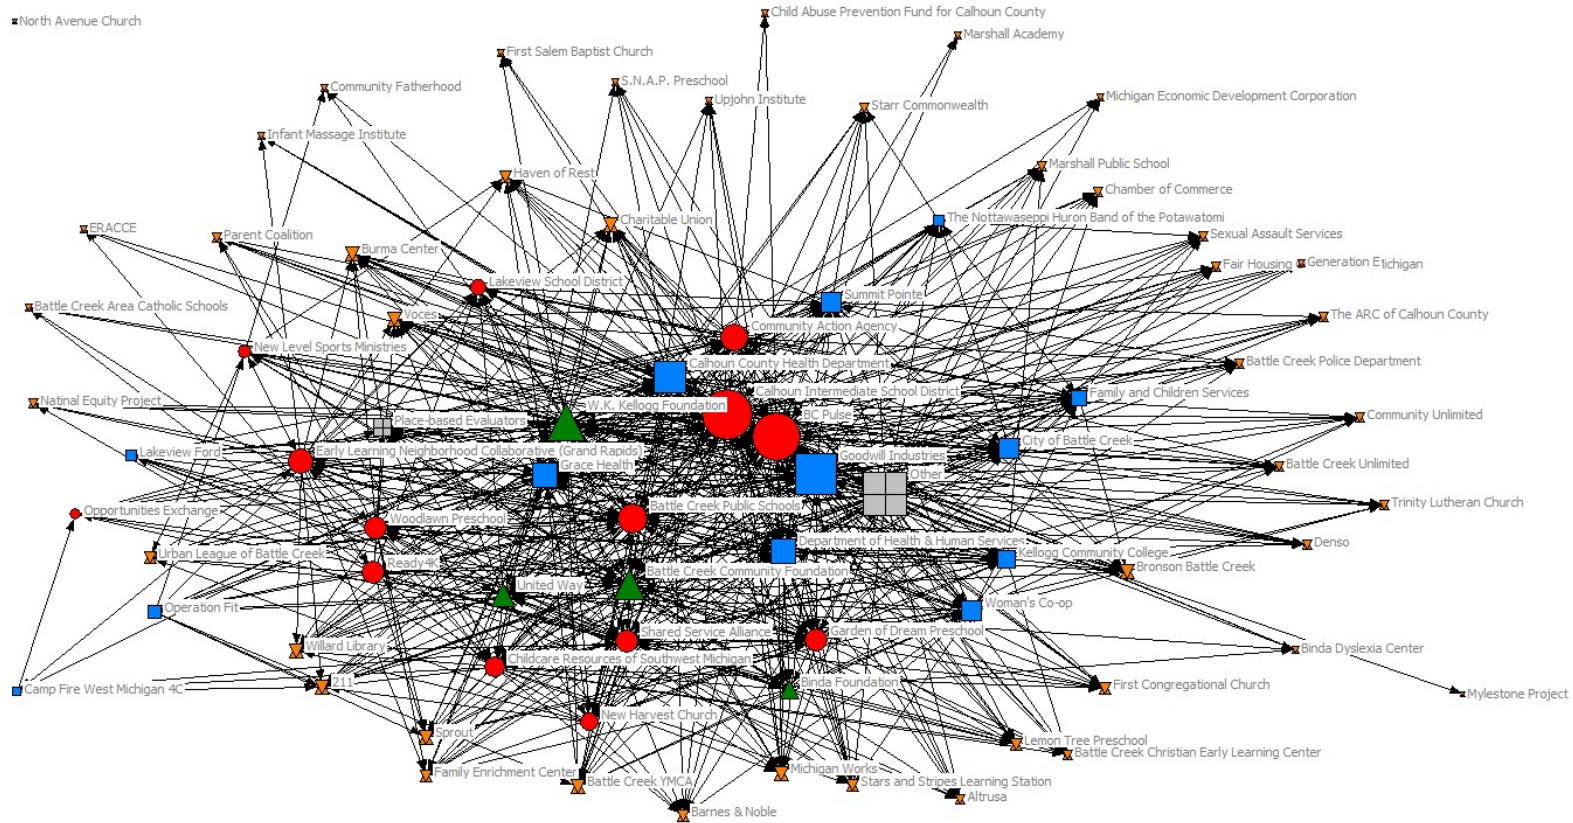 Child Abuse Prevention Fund for Calhoun County
North Avenue Church
Marshall Academy
First Salem Baptist Church
S.N.A.P. Preschool
Community Fatherhood
Upjohn Institute
Michigan Economic Development Corporation
Starr Commonwealth
Infant Massage Institute
Marshall Public School
Haven of Rest
Chamber of Commerce
Charitable Union
The Nottawaseppi Huron Band of the Potawatomi
ERACCE
Parent Coalition
Sexual Assault Services
Burma Center
Fair Housing
Generation E
ichigan
Lakeview School District
Summit Pointe
Battle Creek Area Catholic Schools
Voces
The ARC of Calhoun County
Community Action Agency
New Level Sports Ministries
Calhoun County Health Department
Battle Creek Police Department
Calhoun Intermediate School District
Family and Children Services
Natinal Equity Project
W.K. Kellogg Foundation
BC Pulse
Community Unlimited
Place-based Evaluators
City of Battle Creek
Lakeview Ford
Early Learning Neighborhood Collaborative (Grand Rapids)
Goodwill Industries
Grace Health
Battle Creek Unlimited
Other
Trinity Lutheran Church
Battle Creek Public Schools
Opportunities Exchange
Woodlawn Preschool
Department of Health & Human Services
Denso
Urban League of Battle Creek
Kellogg Community College
Ready4K
Battle Creek Community Foundation
Bronson Battle Creek
United Way
Operation Fit
Woman's Co-op
Shared Service Alliance
Garden of Dream Preschool
Willard Library
Binda Dyslexia Center
Childcare Resources of Southwest Michigan
211
Binda Foundation
First Congregational Church
Camp Fire West Michigan 4C
Mylestone Project
New Harvest Church
Sprout
Lemon Tree Preschool
Battle Creek Christian Early Learning Center
Family Enrichment Center
Michigan Works
Battle Creek YMCA
Stars and Stripes Learning Station
Altrusa
Barnes & Noble